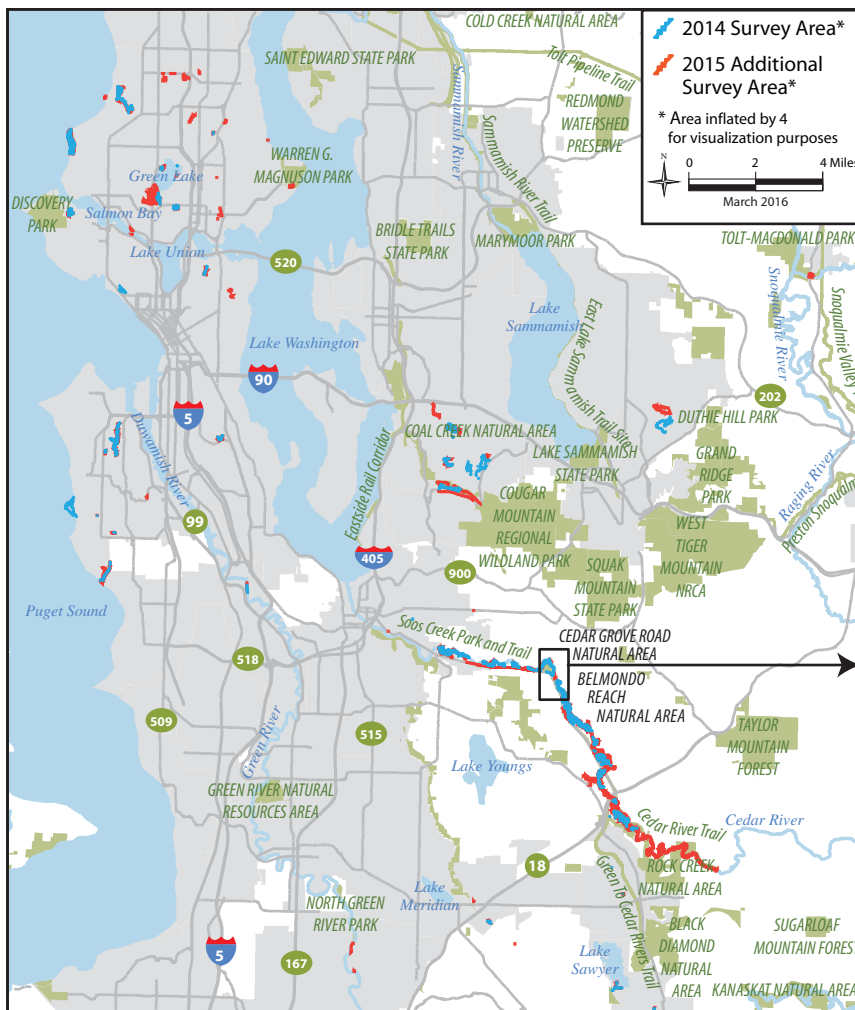 COLD CREEK NATURAL AREA
2014 Survey Area*
2015 Additional
Survey Area*
* Area inflated by 4
for visualization purposes
N
0 2 4 Miles
March 2016
SAINT EDWARD STATE PARK
Tolt Pipeline Trail
Sammamish River
Sammamish River Trail
REDMOND
WATERSHED
PRESERVE
WARREN G.
MAGNUSON PARK
Green Lake
DISCOVERY
PARK
Salmon Bay
Lake Union
520
BRIDLE TRAILS
STATE PARK
MARYMOOR PARK
TOLT-MACDONALD PARK
Snoqualmie River
Snoqualmie Valley
Lake
Sammamish
East Lake Sammamish Trail Site
Lake Washington
90
5
202
DUTHIE HILL PARK
COAL CREEK NATURAL AREA
LAKE SAMMAMISH
STATE PARK
GRAND
RIDGE
PARK
Raging River
Preston Snoqualm
Duwamish River
Eastside Rail Corridor
99
COUGAR
MOUNTAIN
REGIONAL
WILDLAND PARK
WEST
TIGER
MOUNTAIN
NRCA
SQUAK
MOUNTAIN
STATE PARK
405
900
Puget Sound
Soos Creek Park and Trail
CEDAR GROVE ROAD
NATURAL AREA
518
BELMONDO
REACH
NATURAL AREA
509
515
Green River
Lake Youngs
TAYLOR
MOUNTAIN
FOREST
GREEN RIVER NATURAL
RESOURCES AREA
Cedar River Trail
Cedar River
18
ROCK CREEK
NATURAL AREA
Green To Cedar Rivers Trail
NORTH GREEN
RIVER PARK
Lake
Meridian
5
167
Lake
Sawyer
BLACK
DIAMOND
NATURAL
AREA
SUGARLOAF
MOUNTAIN FOREST
KANASKAT NATURAL AREA